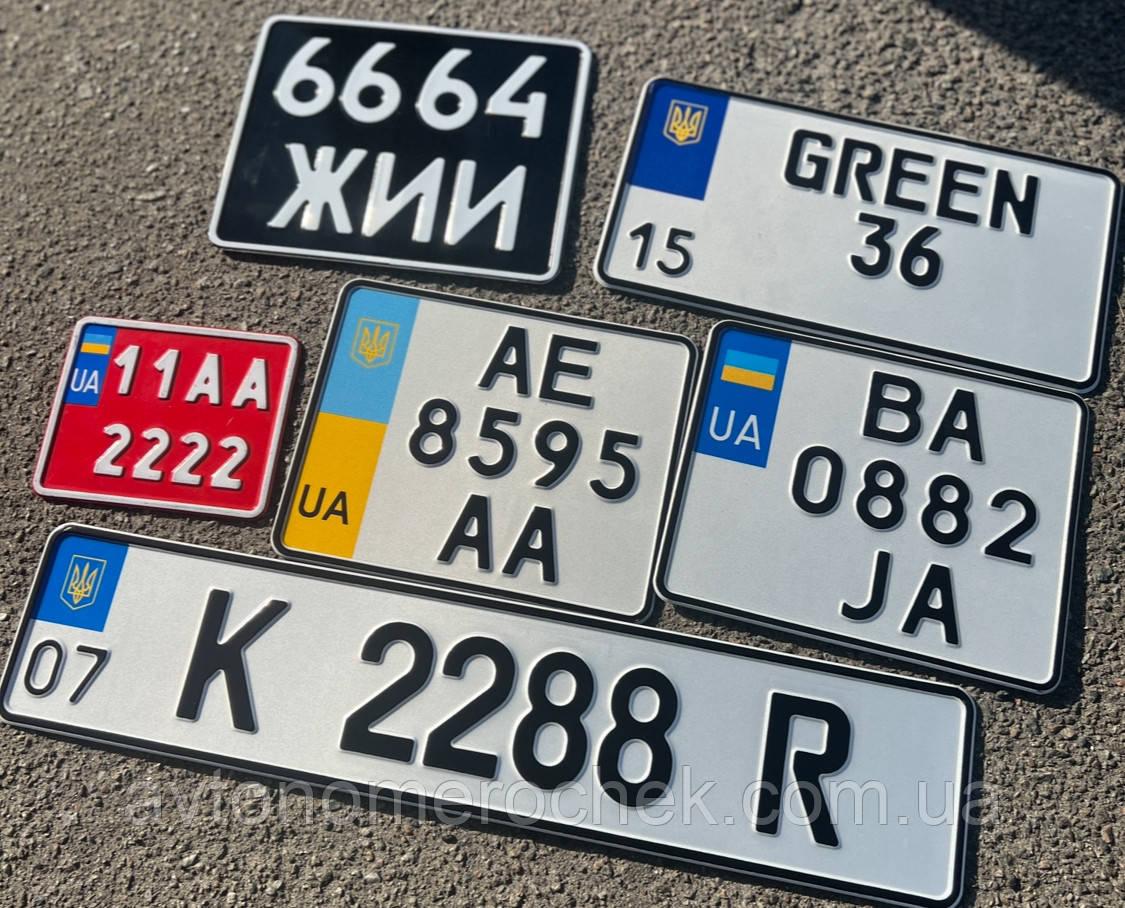 6664
ЖИИ
GREEN
36
15
UA
11AA
2222
AE
8595
AA
UA
BA
0882
JA
UA
07
K 2288 R
avtonomerochek.com.ua